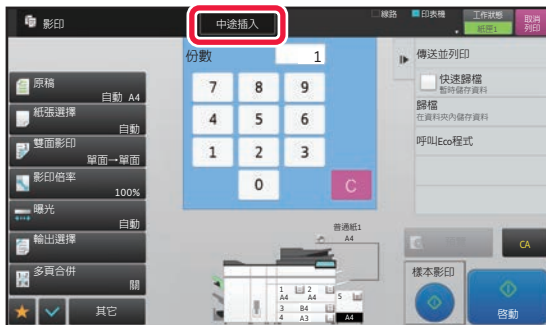 影印
中途插入
線路
印表機
工作狀態
紙匣1
取消
列印
原稿
自動 A4
紙張選擇
自動
雙面影印
單面→單面
影印倍率
100%
曝光
自動
輸出選擇
多頁合併
關
其它
份數 1
7 8 9
4 5 6
1 2 3
0 C
普通紙1
A4
1 2
A4 A4
5
3 B4
4 A3
A4
傳送並列印
快速歸檔
暫時儲存資料
歸檔
在資料夾內儲存資料
呼叫Eco程式
CA
樣本影印
啓動